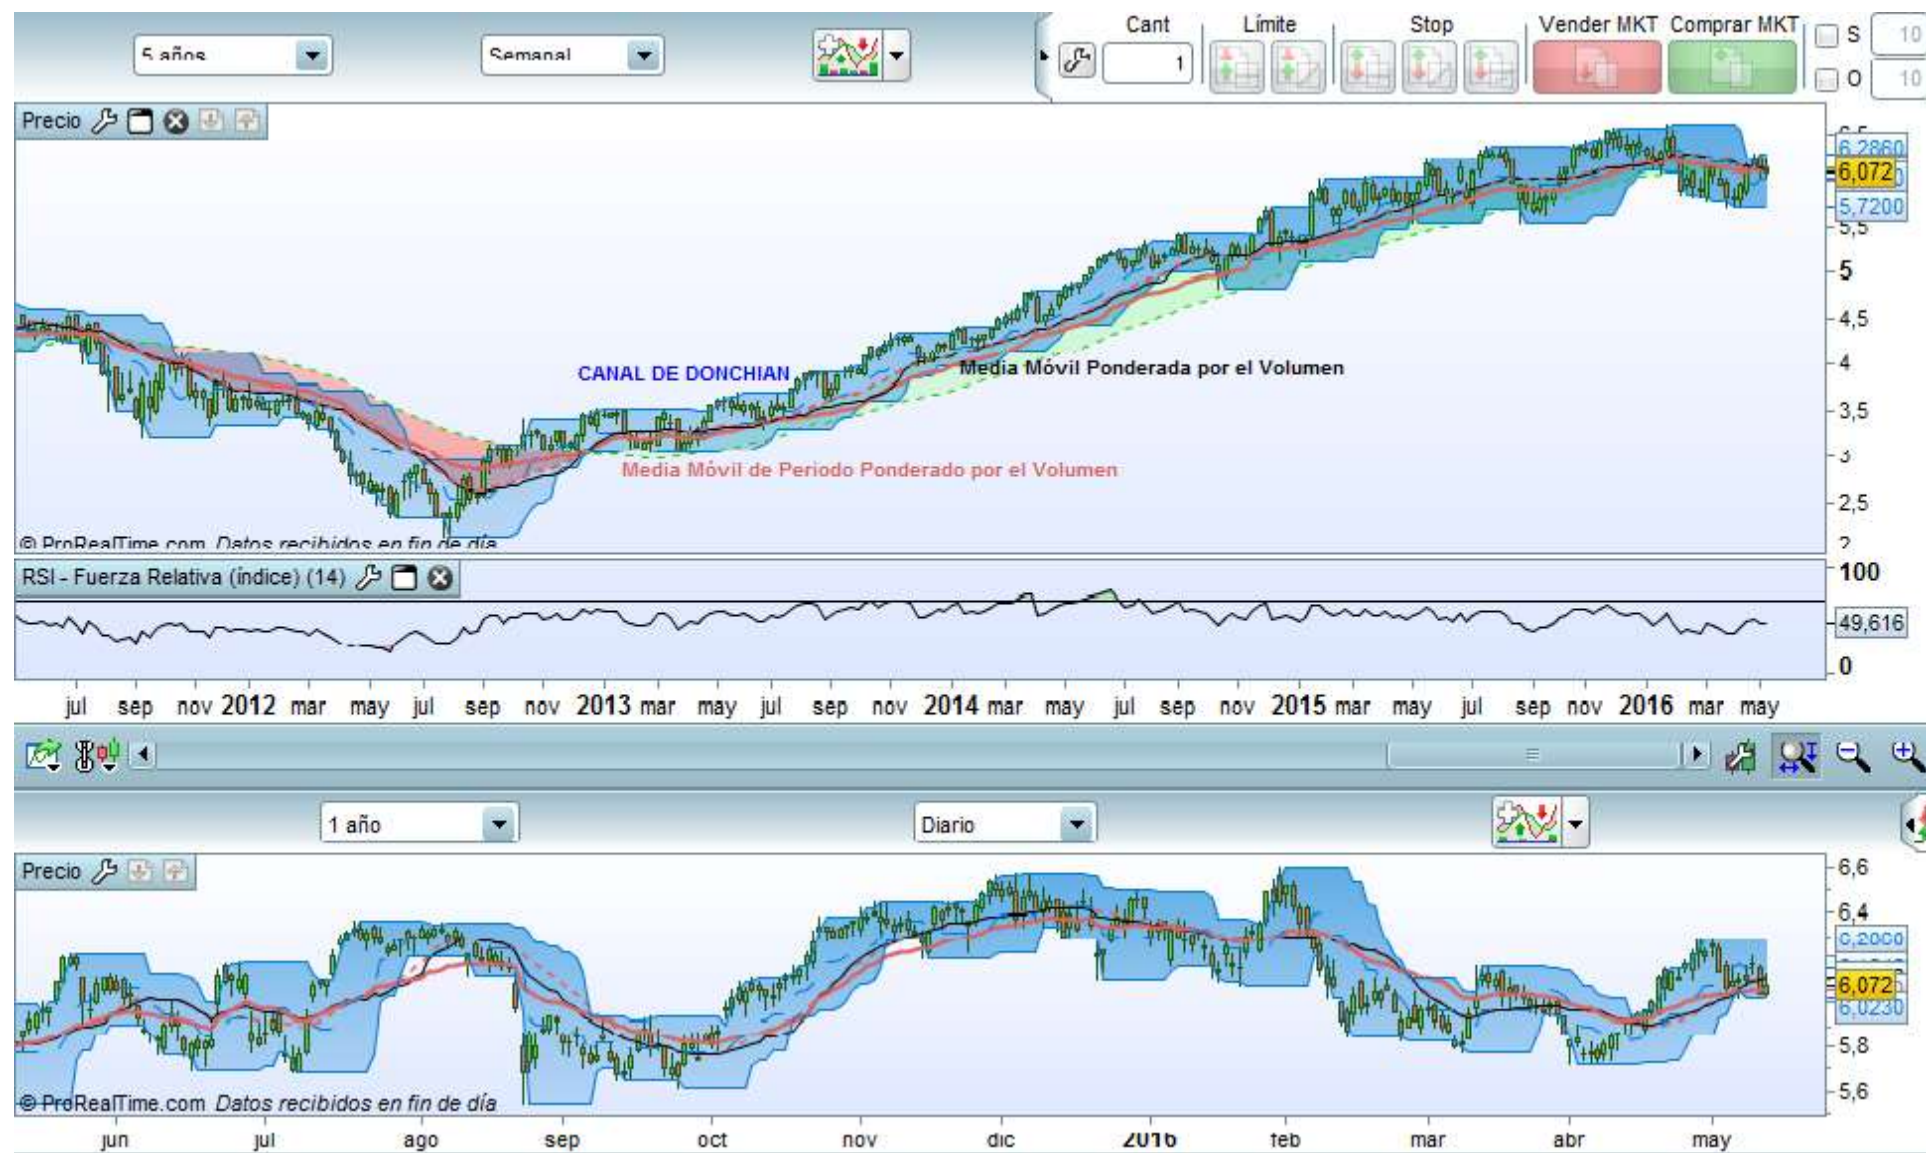 Cant Límite Stop Vender MKT Comprar MKT
5 años Semanal 1 S 10
O 10
Precio
6,2860
6,072
5,7200
5,5
5
4,5
CANAL DE DONCHIAN Media Móvil Ponderada por el Volumen
4
3,5
Media Móvil de Periodo Ponderado por el Volumen
3
2,5
© ProRealTime.com Datos recibidos en fin de día
2
RSI - Fuerza Relativa (índice) (14)
100
49,616
0
jul sep nov 2012 mar may jul sep nov 2013 mar may jul sep nov 2014 mar may jul sep nov 2015 mar may jul sep nov 2016 mar may
1 año Diario
Precio
6,6
6,4
6,072
6,0230
5,8
5,6
© ProRealTime.com Datos recibidos en fin de día
jun jul ago sep oct nov dic 2016 feb mar abr may